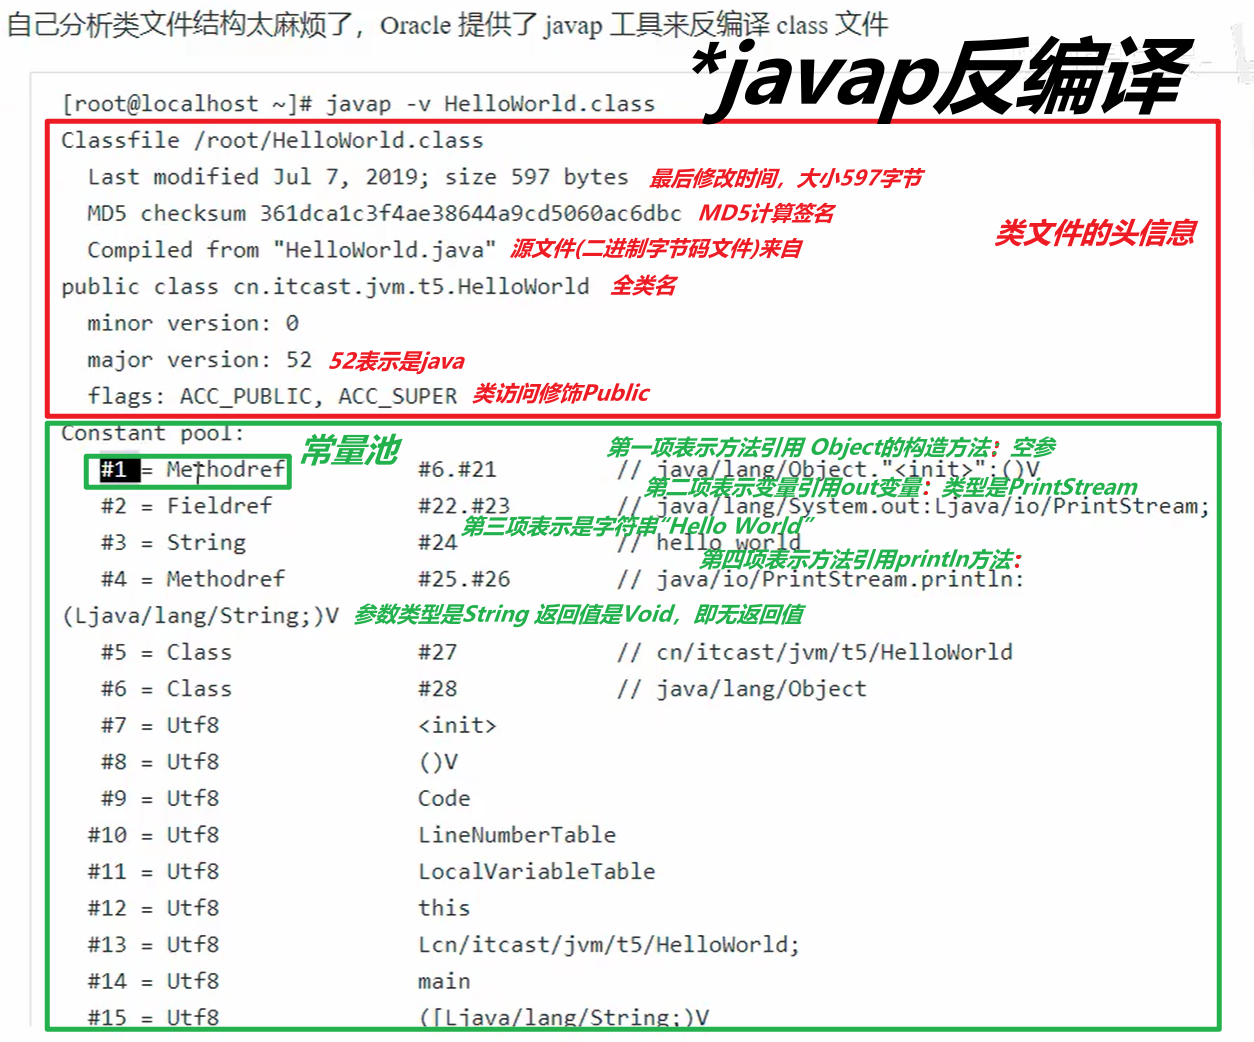 自己分析类文件结构太麻烦了，Oracle 提供了 javap 工具来反编译 class 文件
*javap反编译
[root@localhost ~]# javap -v HelloWorld.class
Classfile /root/HelloWorld.class
Last modified Jul 7, 2019; size 597 bytes 最后修改时间，大小597字节
MD5 checksum 361dca1c3f4ae38644a9cd5060ac6dbc MD5计算签名
类文件的头信息
Compiled from "HelloWorld.java" 源文件(二进制字节码文件)来自
public class cn.itcast.jvm.t5.HelloWorld 全类名
minor version: 0
major version: 52 52表示是java
flags: ACC_PUBLIC, ACC_SUPER 类访问修饰Public
Constant pool:
常量池
第一项表示方法引用 Object的构造方法：空参
#1 = Methodref #6.#21 // java/lang/Object."<init>":()V
第二项表示变量引用out变量：类型是PrintStream
#2 = Fieldref #22.#23 // java/lang/System.out:Ljava/io/PrintStream;
第三项表示是字符串“Hello World”
#3 = String #24 // hello world
第四项表示方法引用println方法：
#4 = Methodref #25.#26 // java/io/PrintStream.println:
(Ljava/lang/String;)V 参数类型是String 返回值是Void，即无返回值
#5 = Class #27 // cn/itcast/jvm/t5/HelloWorld
#6 = Class #28 // java/lang/Object
#7 = Utf8 <init>
#8 = Utf8 ()V
#9 = Utf8 Code
#10 = Utf8 LineNumberTable
#11 = Utf8 LocalVariableTable
#12 = Utf8 this
#13 = Utf8 Lcn/itcast/jvm/t5/HelloWorld;
#14 = Utf8 main
#15 = Utf8 ([Ljava/lang/String;)V